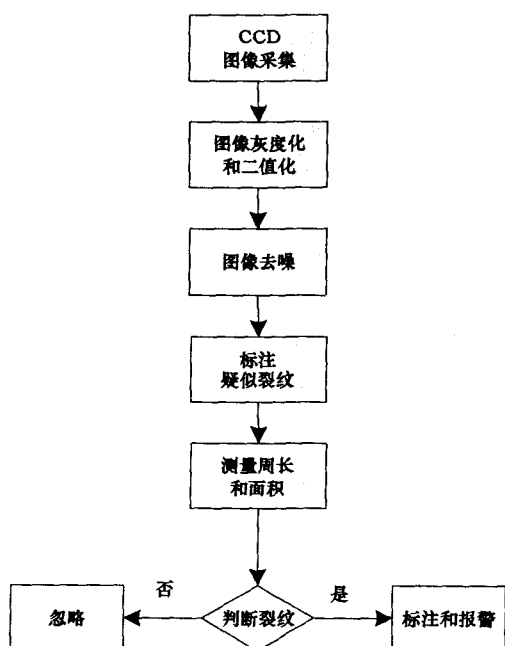 CCD
图像采集
图像灰度化
和二值化
图像去噪
标注
疑似裂纹
测量周长
和面积
否
是
忽略
判断裂纹
标注和报警